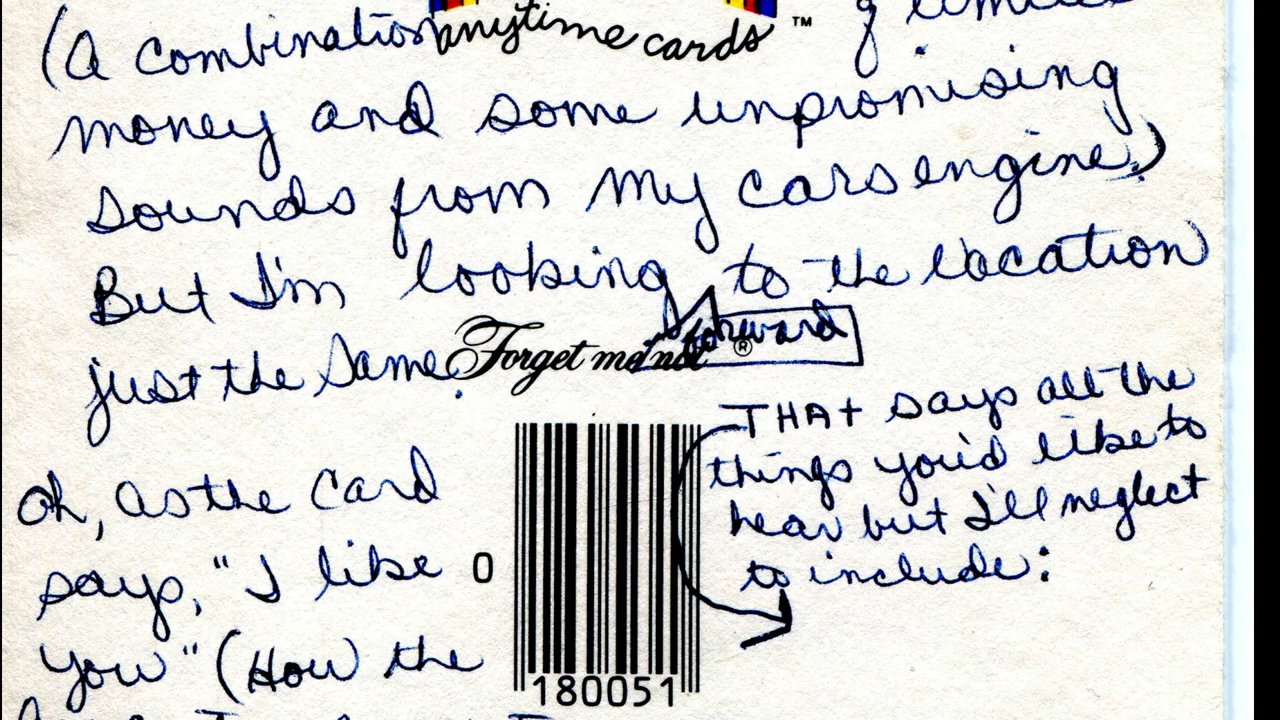 (A combination anytime cards ™ of
money and some unpromising
sounds from my cars engine.)
But I'm looking to the location
forward
just the same. Forget me not ®
THAt says all the
things you'd like to
hear but I'll neglect
to include:
oh, as the card
says, "I like
you" (How the
0
180051